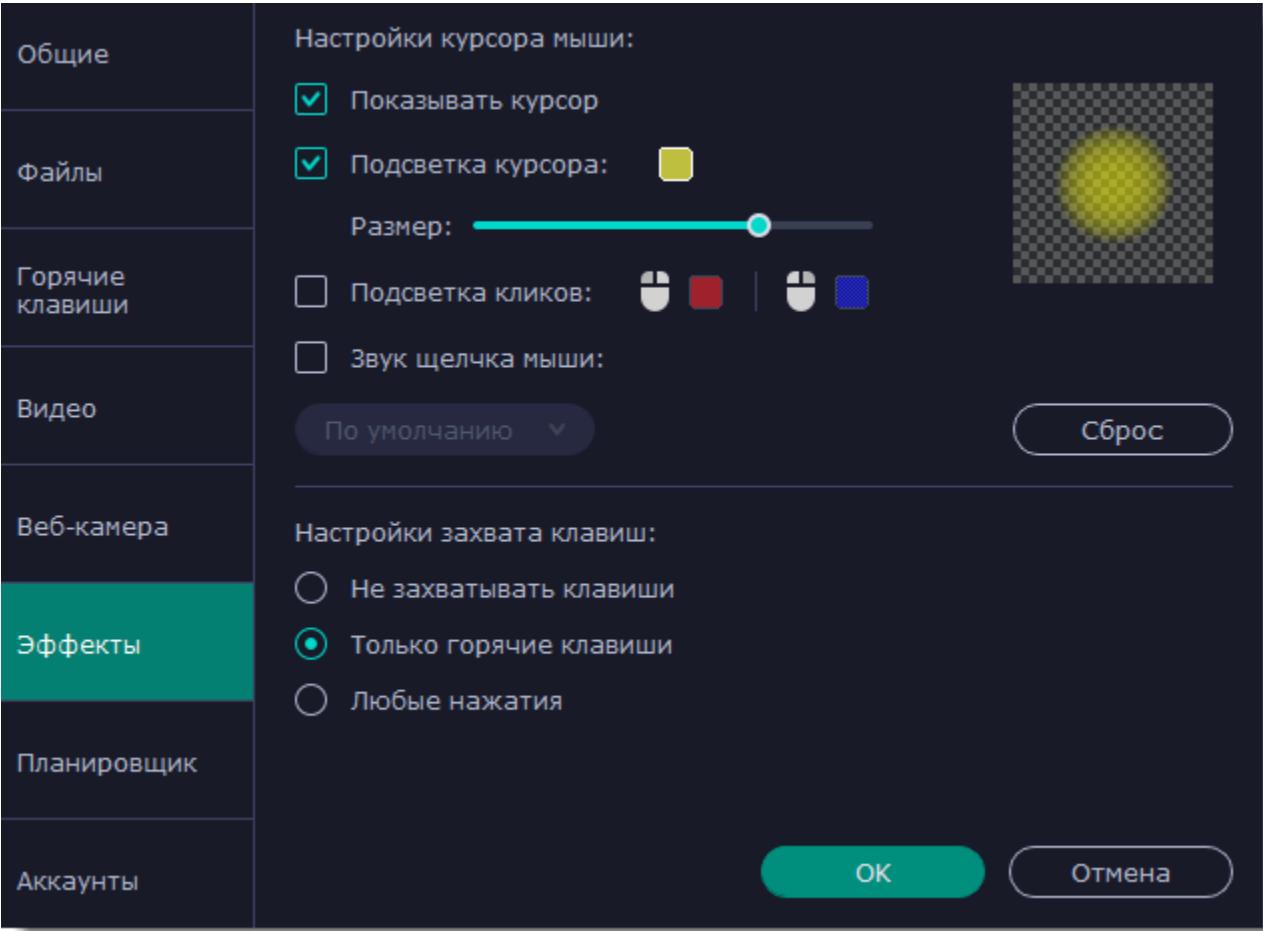 Общие
Файлы
Горячие
клавиши
Видео
Веб-камера
Эффекты
Планировщик
Аккаунты
Настройки курсора мыши:
Показывать курсор
Подсветка курсора:
Размер:
Подсветка кликов:
Звук щелчка мыши:
По умолчанию
Сброс
Настройки захвата клавиш:
Не захватывать клавиши
Только горячие клавиши
Любые нажатия
ОК
Отмена